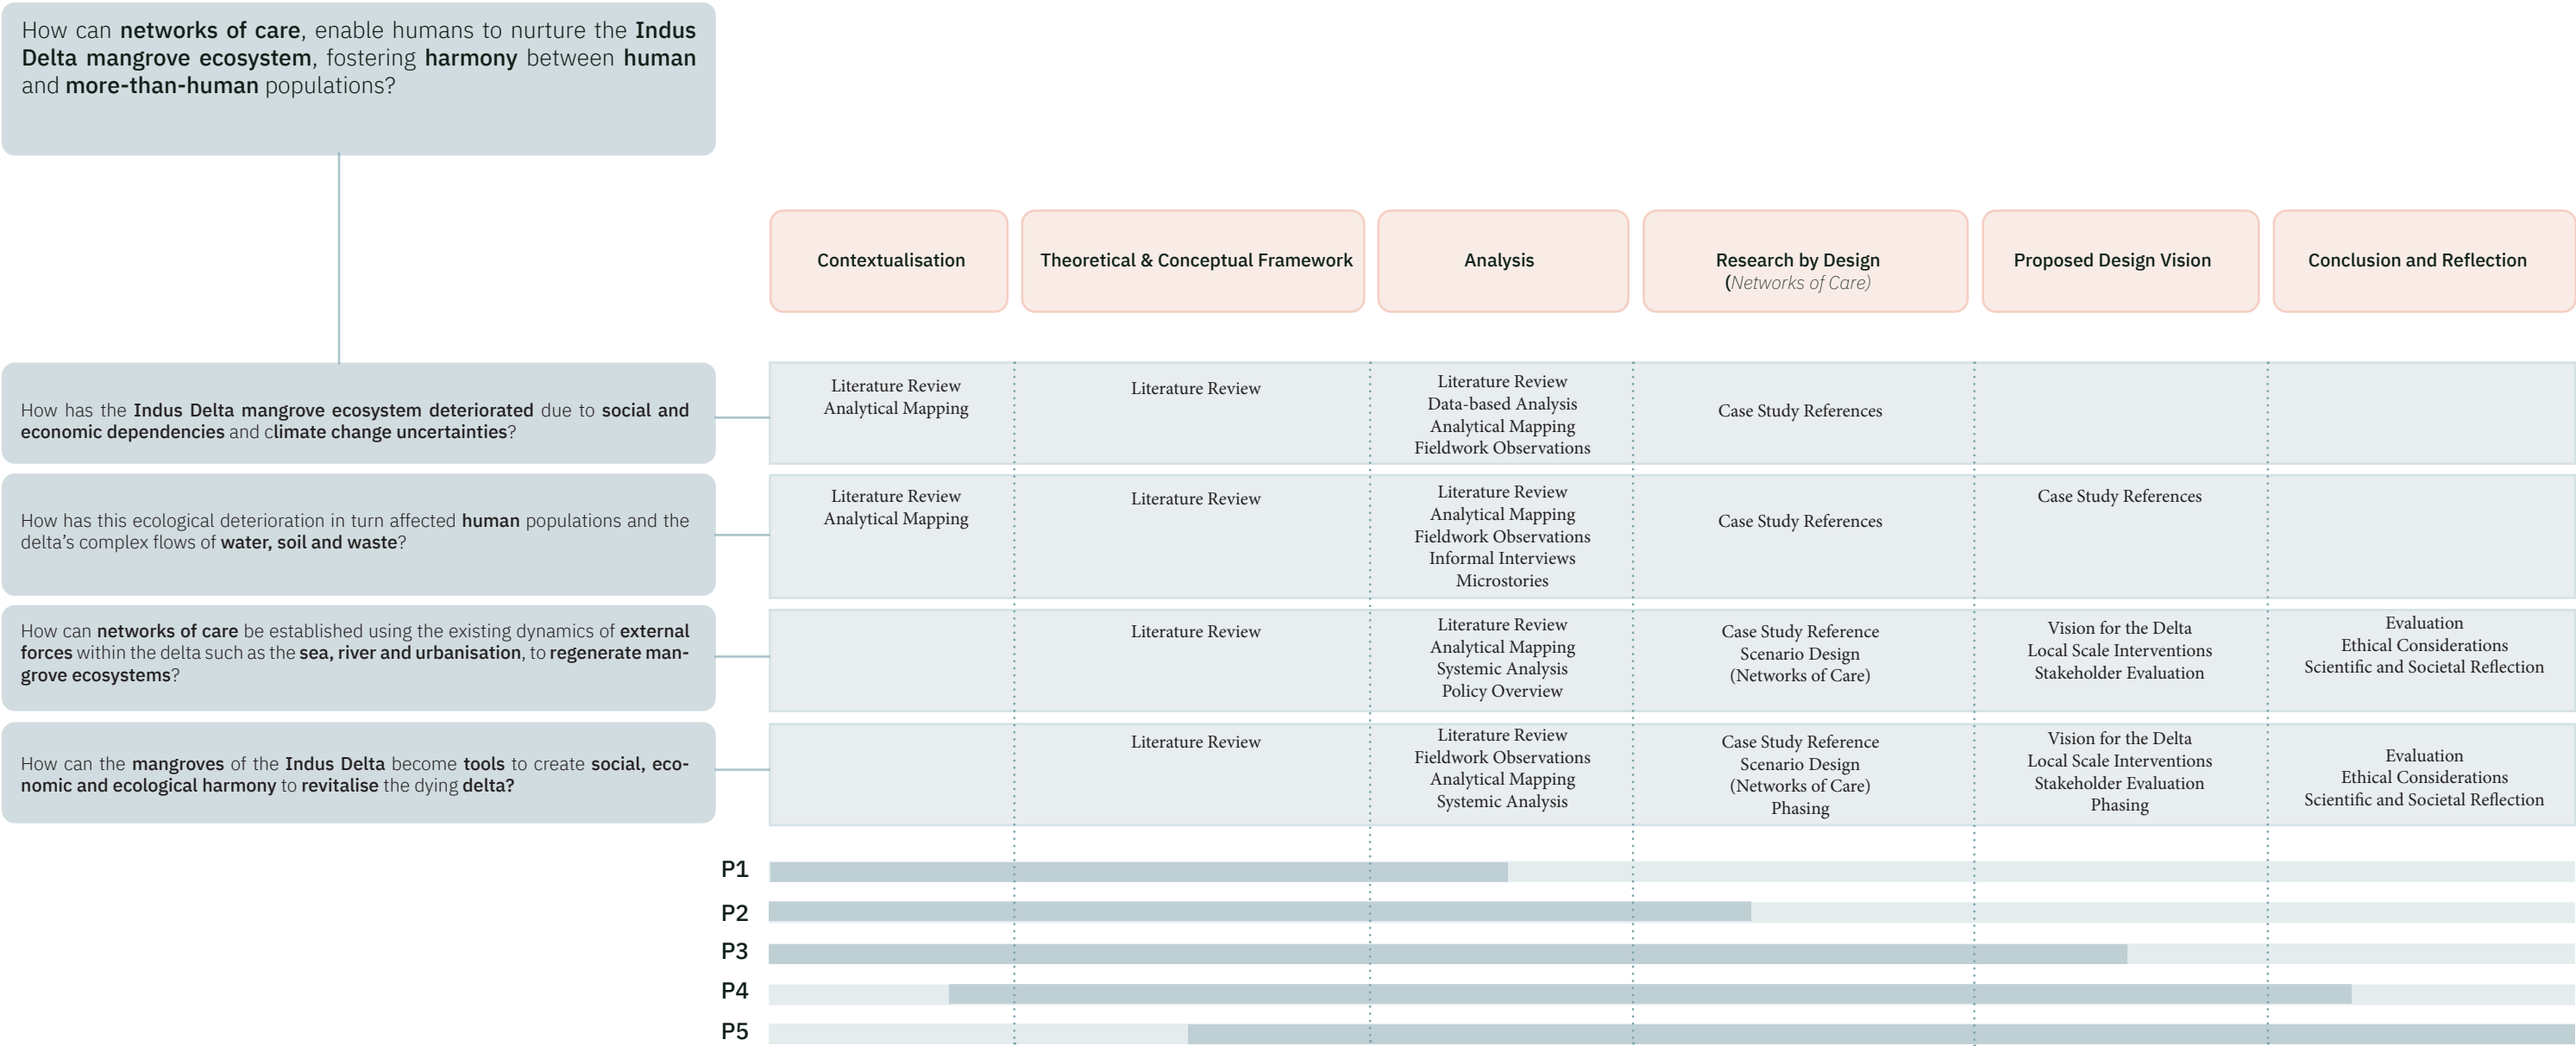 How can networks of care, enable humans to nurture the Indus
Delta mangrove ecosystem, fostering harmony between human
and more-than-human populations?
Contextualisation
Theoretical & Conceptual Framework
Analysis
Research by Design
(Networks of Care)
Proposed Design Vision
Conclusion and Reflection
How has the Indus Delta mangrove ecosystem deteriorated due to social and
economic dependencies and climate change uncertainties?
Literature Review
Analytical Mapping
Literature Review
Literature Review
Data-based Analysis
Analytical Mapping
Fieldwork Observations
Case Study References
How has this ecological deterioration in turn affected human populations and the
delta's complex flows of water, soil and waste?
Literature Review
Analytical Mapping
Literature Review
Literature Review
Analytical Mapping
Fieldwork Observations
Informal Interviews
Microstories
Case Study References
Case Study References
How can networks of care be established using the existing dynamics of external
forces within the delta such as the sea, river and urbanisation, to regenerate man-
grove ecosystems?
Literature Review
Literature Review
Analytical Mapping
Systemic Analysis
Policy Overview
Case Study Reference
Scenario Design
(Networks of Care)
Vision for the Delta
Local Scale Interventions
Stakeholder Evaluation
Evaluation
Ethical Considerations
Scientific and Societal Reflection
How can the mangroves of the Indus Delta become tools to create social, eco-
nomic and ecological harmony to revitalise the dying delta?
Literature Review
Literature Review
Fieldwork Observations
Analytical Mapping
Systemic Analysis
Case Study Reference
Scenario Design
(Networks of Care)
Phasing
Vision for the Delta
Local Scale Interventions
Stakeholder Evaluation
Phasing
Evaluation
Ethical Considerations
Scientific and Societal Reflection
P1
P2
P3
P4
P5